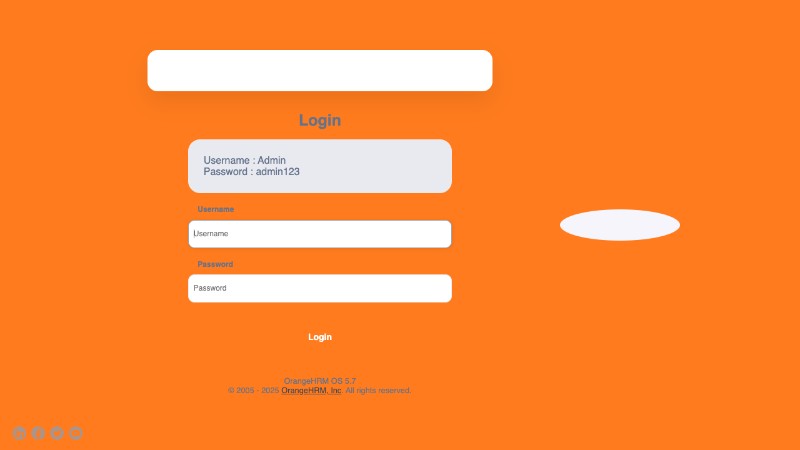 Login
Username : Admin
Password : admin123
Username
Username
Password
Password
Login
OrangeHRM OS 5.7
© 2005 - 2025 OrangeHRM, Inc. All rights reserved.